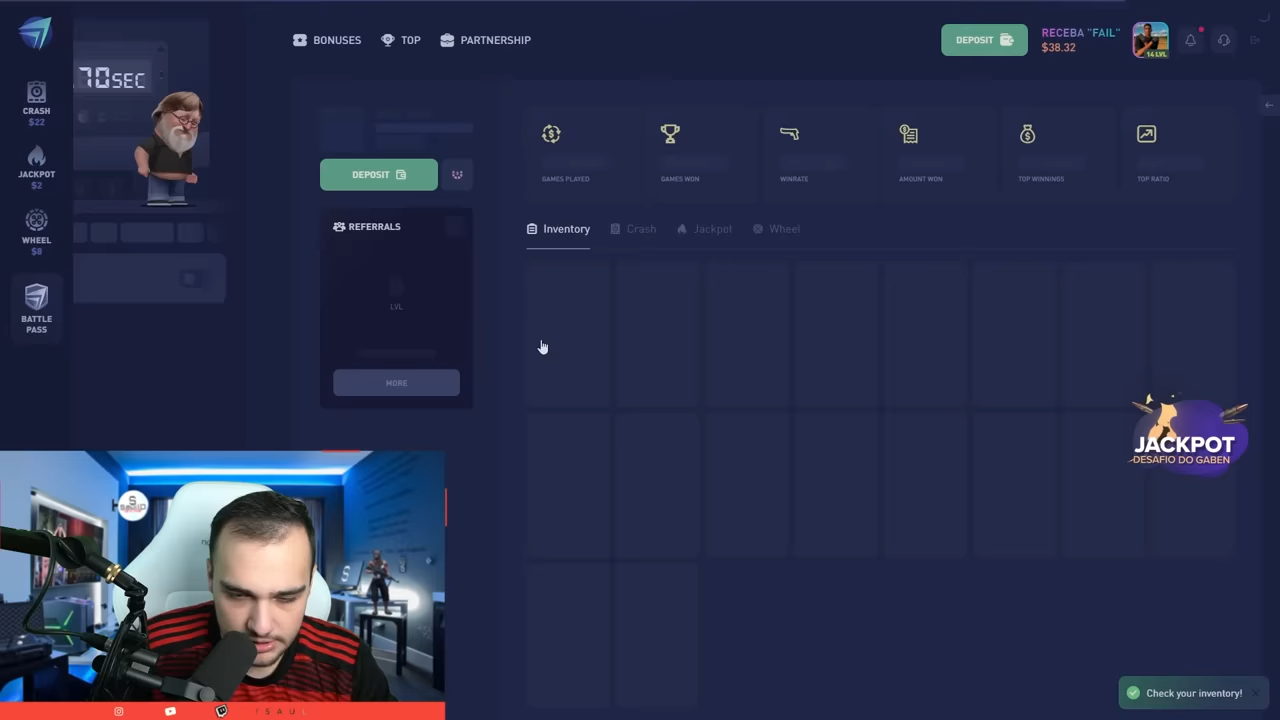 BONUSES
TOP
PARTNERSHIP
DEPOSIT
RECEBA "FAIL"
$38.32
14 LVL
70SEC
CRASH
$22
JACKPOT
$2
WHEEL
$8
BATTLE
PASS
DEPOSIT
REFERRALS
LVL
MORE
GAMES PLAYED
GAMES WON
WINRATE
AMOUNT WON
TOP WINNINGS
TOP RATIO
Inventory
Crash
Jackpot
Wheel
JACKPOT
DESAFIO DO GABEN
Check your inventory!
S A U L